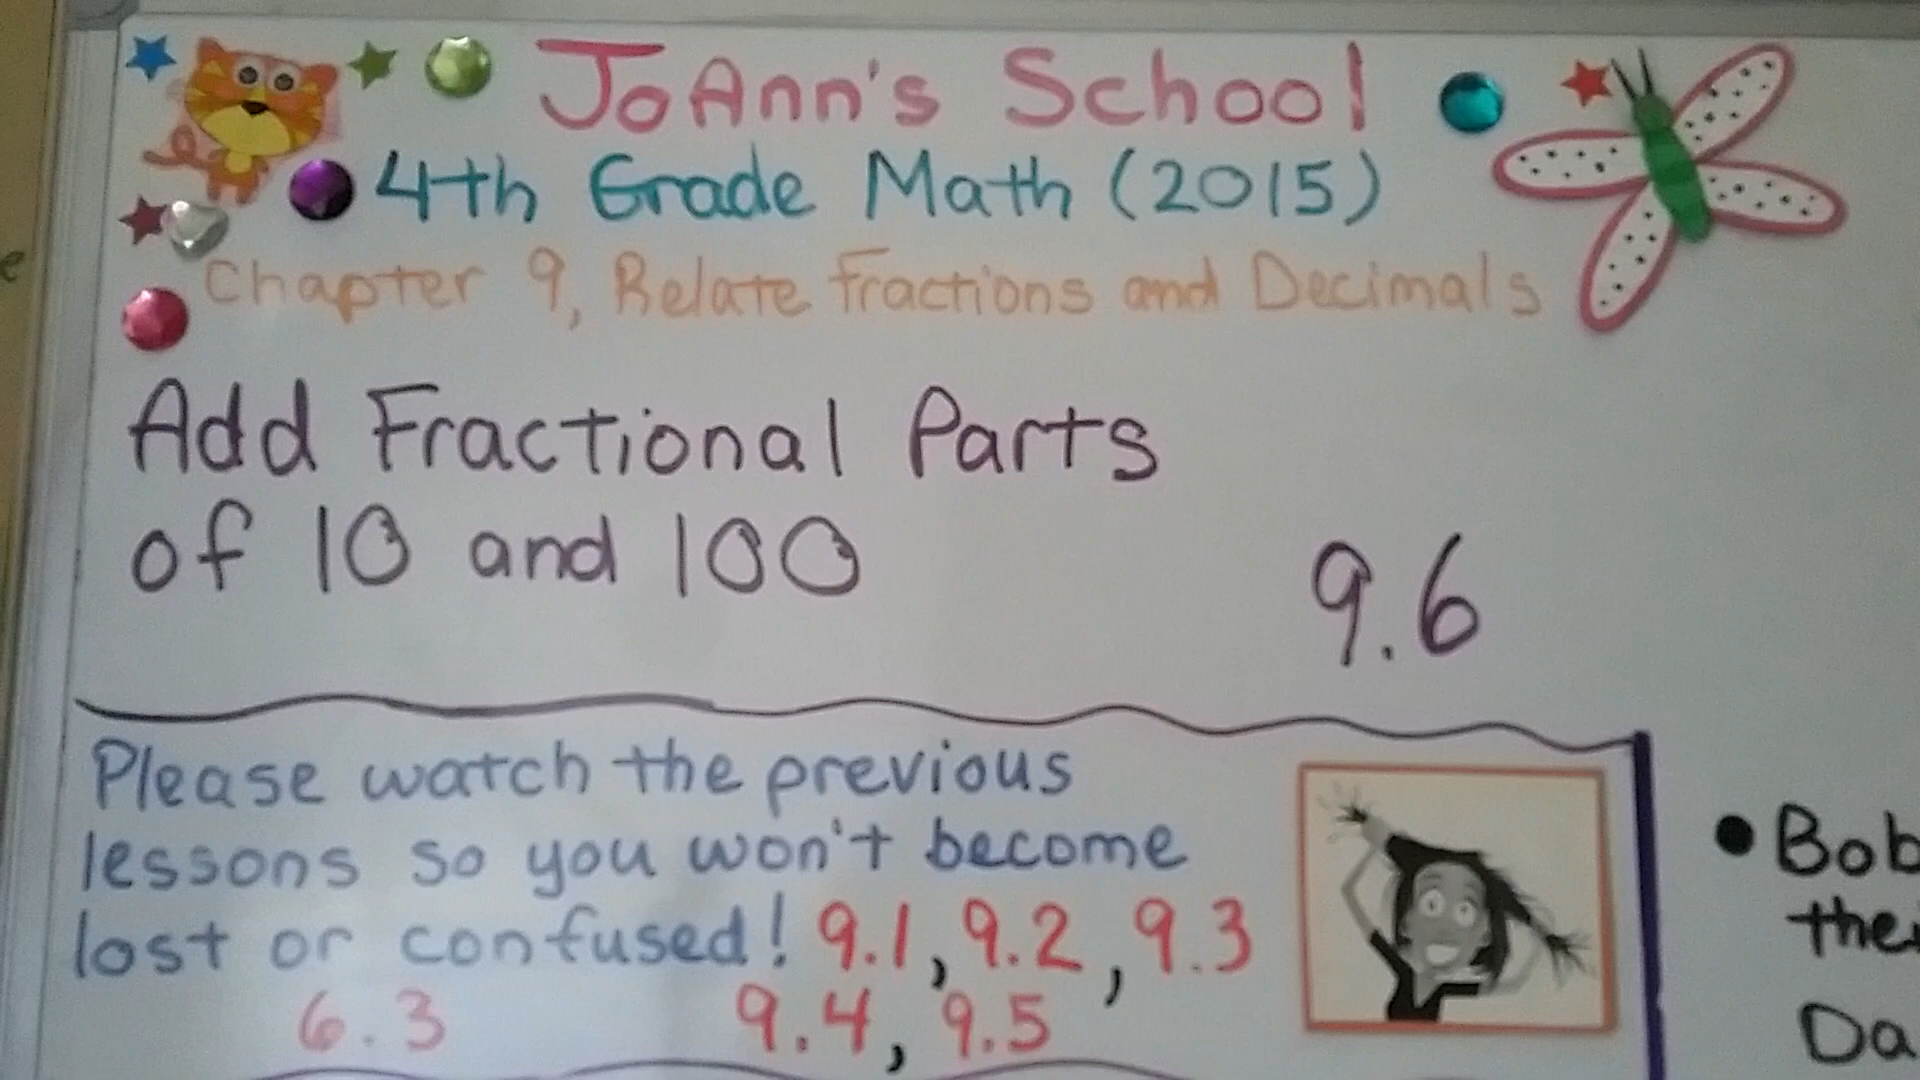 JoAnn's School
4th Grade Math (2015)
Chapter 9, Relate Fractions and Decimals
Add Fractional Parts
of 10 and 100
9.6
Please watch the previous
lessons so you won't become
lost or confused! 9.1, 9.2, 9.3
6.3 9.4, 9.5
Bob